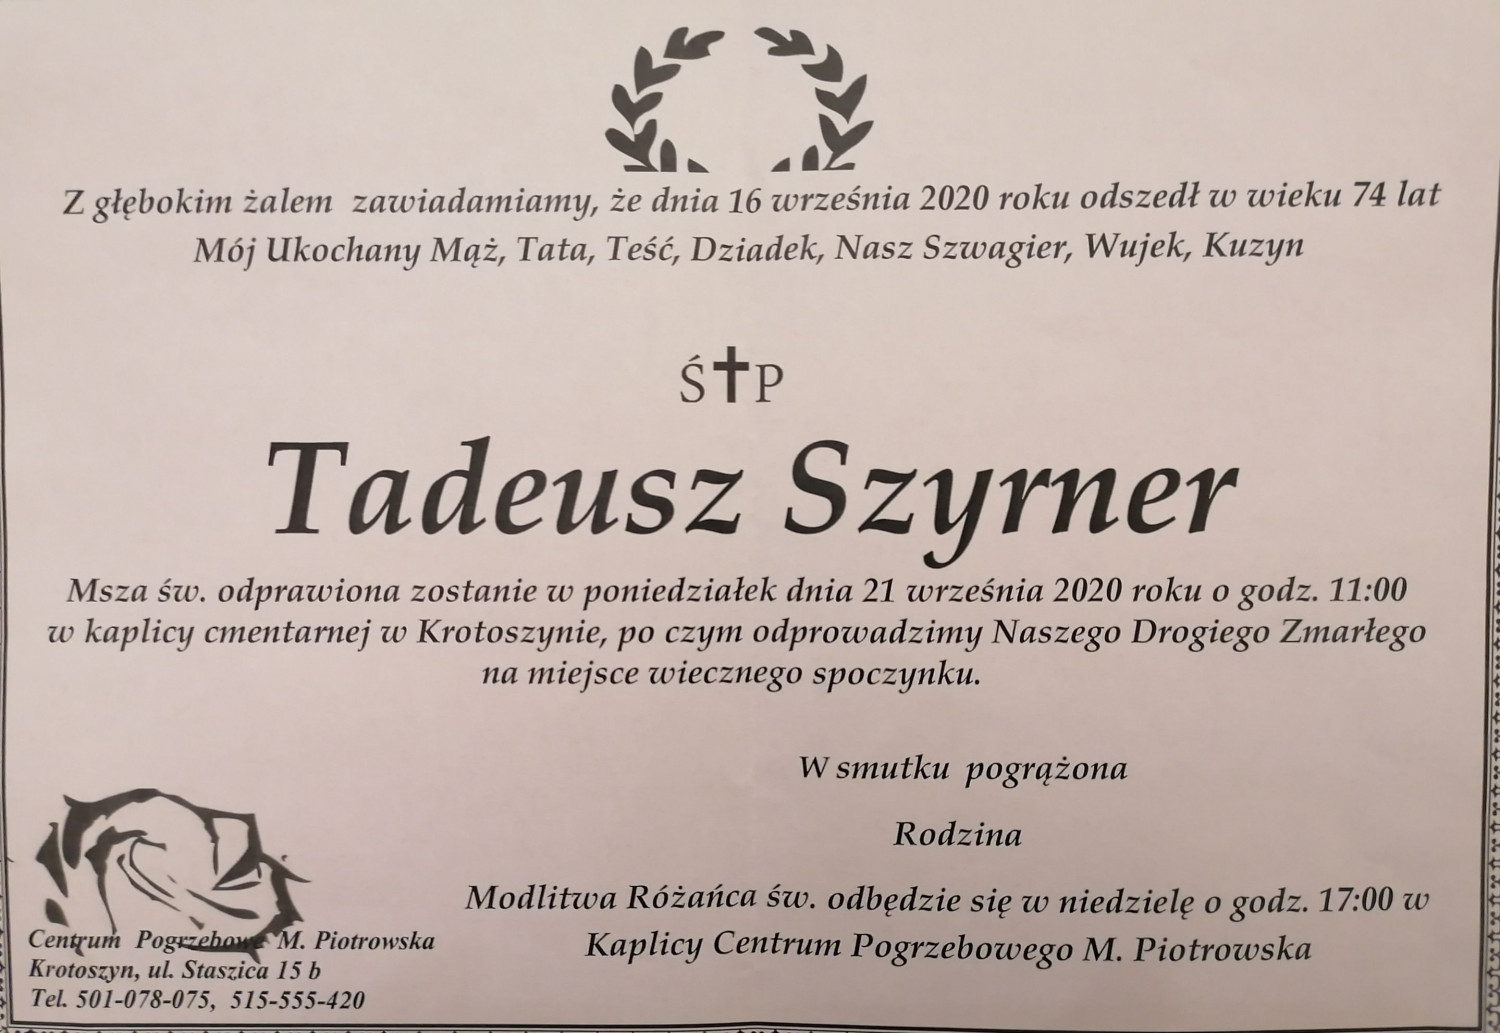 Z głębokim żalem zawiadamiamy, że dnia 16 września 2020 roku odszedł w wieku 74 lat
Mój Ukochany Mąż, Tata, Teść, Dziadek, Nasz Szwagier, Wujek, Kuzyn
Ś✝P
Tadeusz Szyrner
Msza św. odprawiona zostanie w poniedziałek dnia 21 września 2020 roku o godz. 11:00
w kaplicy cmentarnej w Krotoszynie, po czym odprowadzimy Naszego Drogiego Zmarłego
na miejsce wiecznego spoczynku.
W smutku pogrążona
Rodzina
Modlitwa Różańca św. odbędzie się w niedzielę o godz. 17:00 w
Kaplicy Centrum Pogrzebowego M. Piotrowska
Centrum Pogrzebowe M. Piotrowska
Krotoszyn, ul. Staszica 15 b
Tel. 501-078-075, 515-555-420